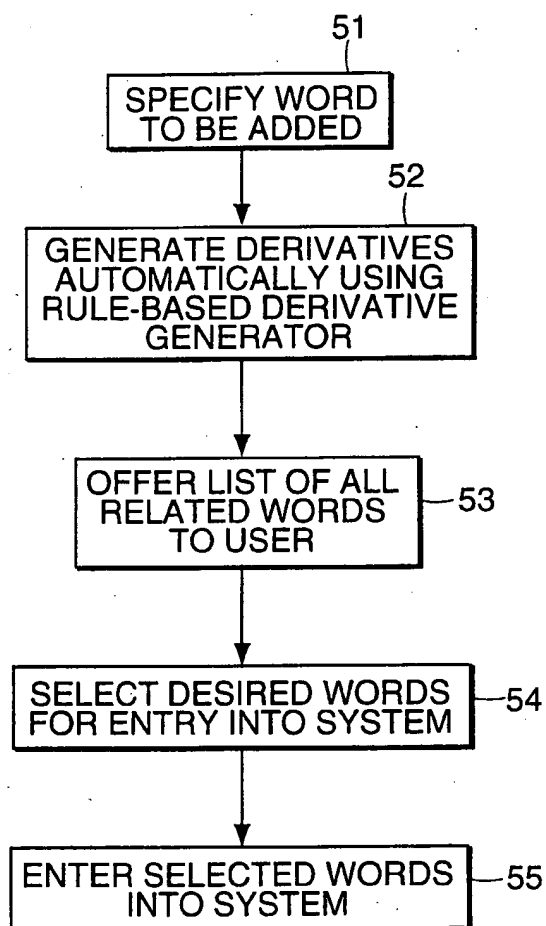 51
SPECIFY WORD
TO BE ADDED
52
GENERATE DERIVATIVES
AUTOMATICALLY USING
RULE-BASED DERIVATIVE
GENERATOR
OFFER LIST OF ALL
RELATED WORDS
TO USER
53
SELECT DESIRED WORDS
FOR ENTRY INTO SYSTEM
54
ENTER SELECTED WORDS
INTO SYSTEM
55